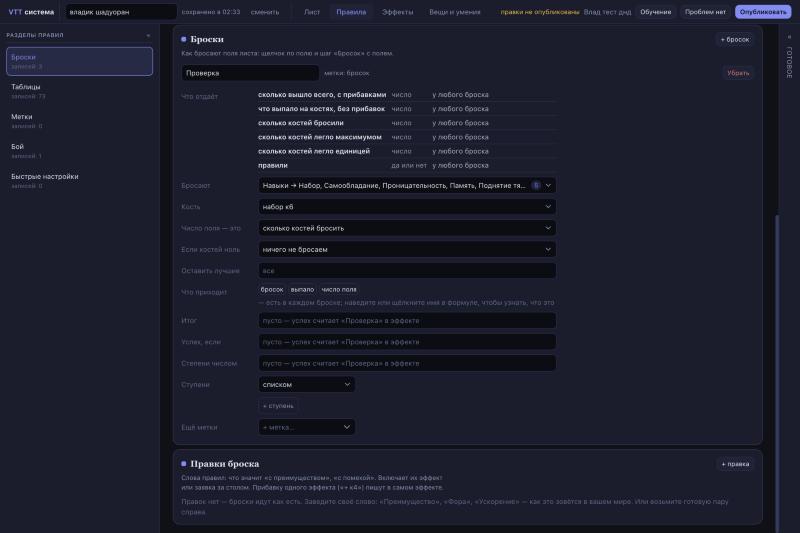 VTT система
владик шадуоран
сохранено в 02:33
сменить
Лист
Правила
Эффекты
Вещи и умения
правки не опубликованы
Влад тест днд
Обучение
Проблем нет
Опубликовать
РАЗДЕЛЫ ПРАВИЛ
«
Броски
записей: 3
Таблицы
записей: 73
Метки
записей: 0
Бой
записей: 1
Быстрые настройки
записей: 0
«
ГОТОВОЕ
Броски
+ бросок
Как бросают поля листа: щелчок по полю и шаг «Бросок» с полем.
Проверка
метки: бросок
Убрать
Что отдаёт
сколько вышло всего, с прибавками число у любого броска
что выпало на костях, без прибавок число у любого броска
сколько костей бросили число у любого броска
сколько костей легло максимумом число у любого броска
сколько костей легло единицей число у любого броска
правили да или нет у любого броска
Бросают
Навыки → Набор, Самообладание, Проницательность, Память, Поднятие тя...
Кость
набор к6
Число поля — это
сколько костей бросить
Если костей ноль
ничего не бросаем
Оставить лучшие
все
Что приходит
бросок выпало число поля
— есть в каждом броске; наведите или щёлкните имя в формуле, чтобы узнать, что это
Итог
пусто — успех считает «Проверка» в эффекте
Успех, если
пусто — успех считает «Проверка» в эффекте
Степени числом
пусто — успех считает «Проверка» в эффекте
Ступени
списком
+ ступень
Ещё метки
+ метка...
Правки броска
+ правка
Слова правил: что значит «с преимуществом», «с помехой». Включает их эффект
или заявка за столом. Прибавку одного эффекта («+ к4») пишут в самом эффекте.
Правок нет — броски идут как есть. Заведите своё слово: «Преимущество», «Фора», «Ускорение» — как это зовётся в вашем мире. Или возьмите готовую пару
справа.